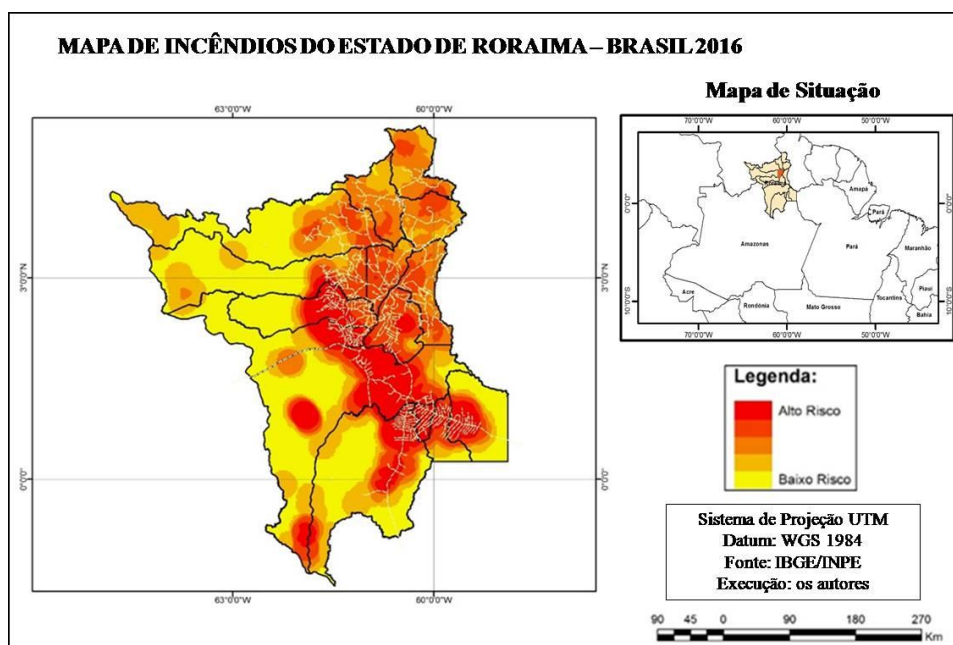 MAPA DE INCÊNDIOS DO ESTADO DE RORAIMA – BRASIL 2016
63°0'0"W
60°0'0"W
3°0'0"N
3°0'0"N
0°0'0"
0°0'0"
63°0'0"W
60°0'0"W
Mapa de Situação
70°0'0"W
60°0'0"W
50°0'0"W
0°0'0"
0°0'0"
10°0'0"S
10°0'0"S
Roraima
Amapá
Pará
Amazonas
Pará
Maranhão
Piauí
Acre
Rondônia
Mato Grosso
Tocantins
Bahia
70°0'0"W
60°0'0"W
50°0'0"W
Legenda:
Alto Risco
Baixo Risco
Sistema de Projeção UTM
Datum: WGS 1984
Fonte: IBGE/INPE
Execução: os autores
90 45 0 90 180 270
Km